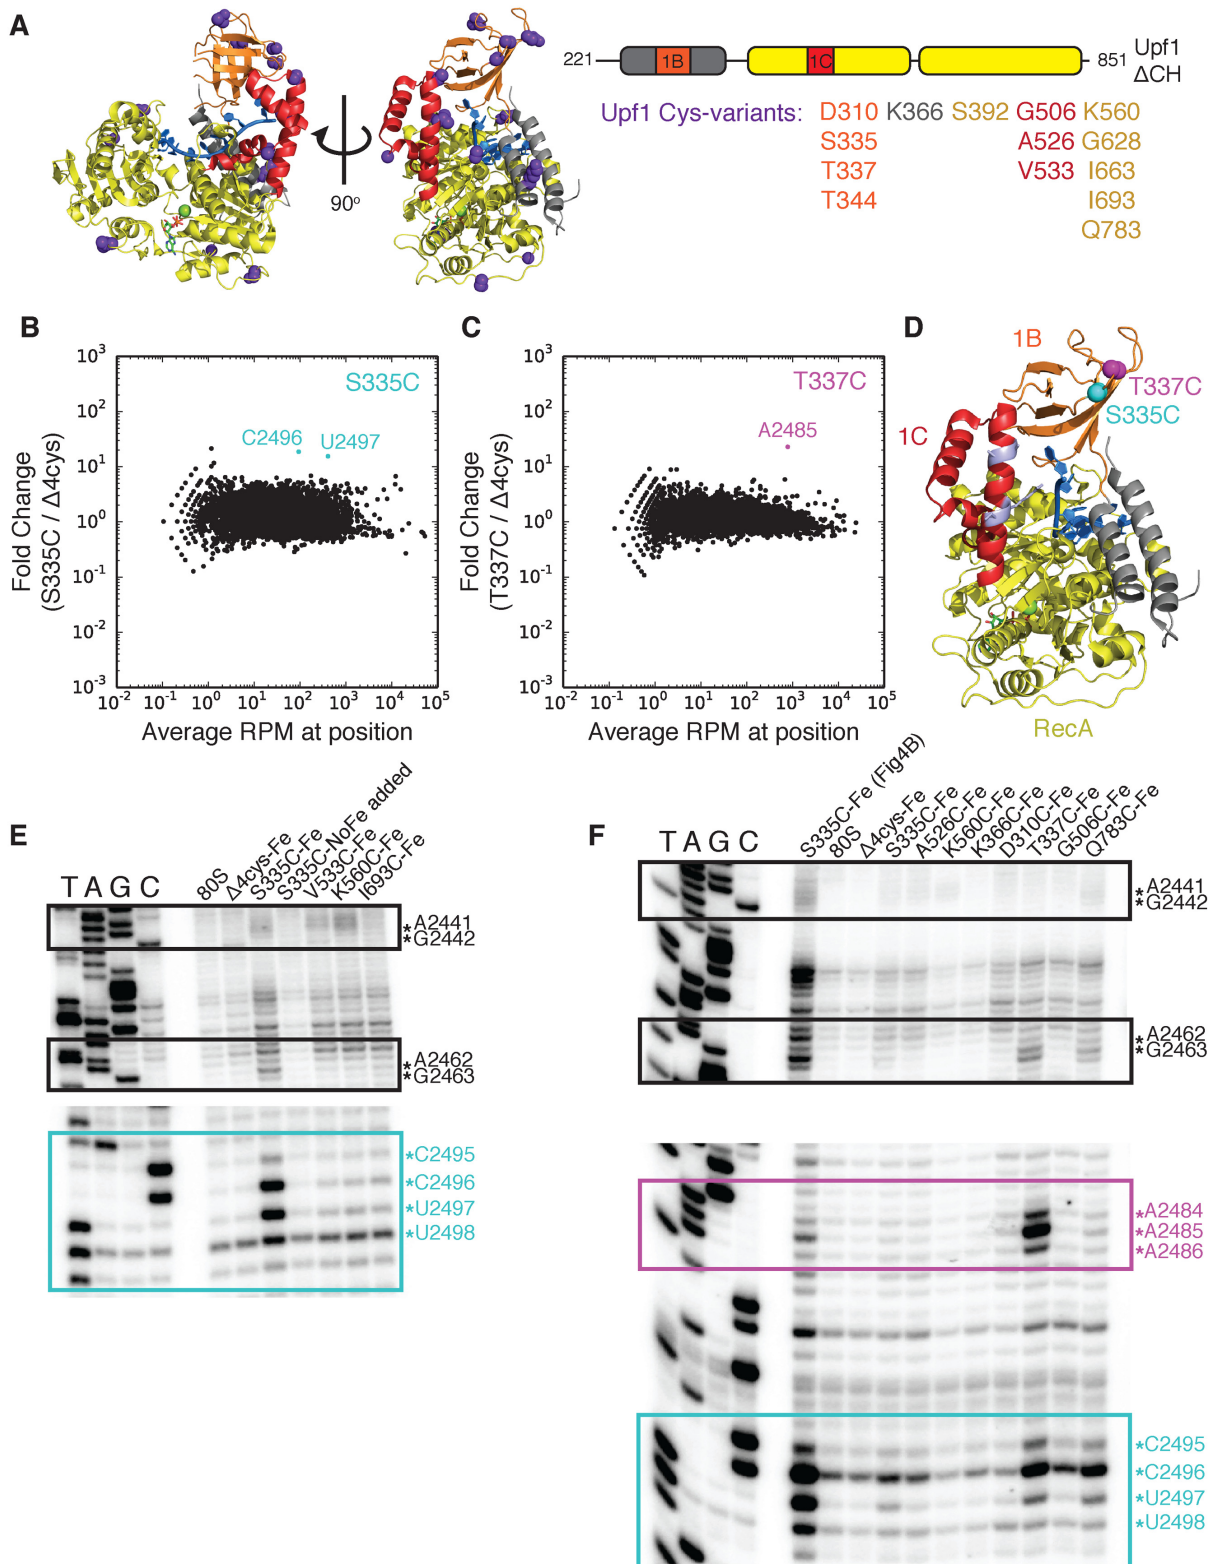 A
90º
221
1B
1C
851
Upf1
ΔCH
Upf1 Cys-variants:
D310 K366 S392 G506 K560
S335 A526 G628
T337 V533 I663
T344 I693
Q783
B
10³
10²
10¹
10⁰
10⁻¹
10⁻²
10⁻³
Fold Change
(S335C / Δ4cys)
S335C
C2496
U2497
10⁻² 10⁻¹ 10⁰ 10¹ 10² 10³ 10⁴ 10⁵
Average RPM at position
C
10³
10²
10¹
10⁰
10⁻¹
10⁻²
10⁻³
Fold Change
(T337C / Δ4cys)
T337C
A2485
10⁻² 10⁻¹ 10⁰ 10¹ 10² 10³ 10⁴ 10⁵
Average RPM at position
D
1B
T337C
S335C
1C
RecA
E
T A G C
80S
Δ4cys-Fe
S335C-Fe
S335C-NoFe added
V533C-Fe
K560C-Fe
I693C-Fe
*A2441
*G2442
*A2462
*G2463
*C2495
*C2496
*U2497
*U2498
F
T A G C
S335C-Fe (Fig4B)
80S
Δ4cys-Fe
S335C-Fe
A526C-Fe
K560C-Fe
K366C-Fe
D310C-Fe
T337C-Fe
G506C-Fe
Q783C-Fe
*A2441
*G2442
*A2462
*G2463
*A2484
*A2485
*A2486
*C2495
*C2496
*U2497
*U2498